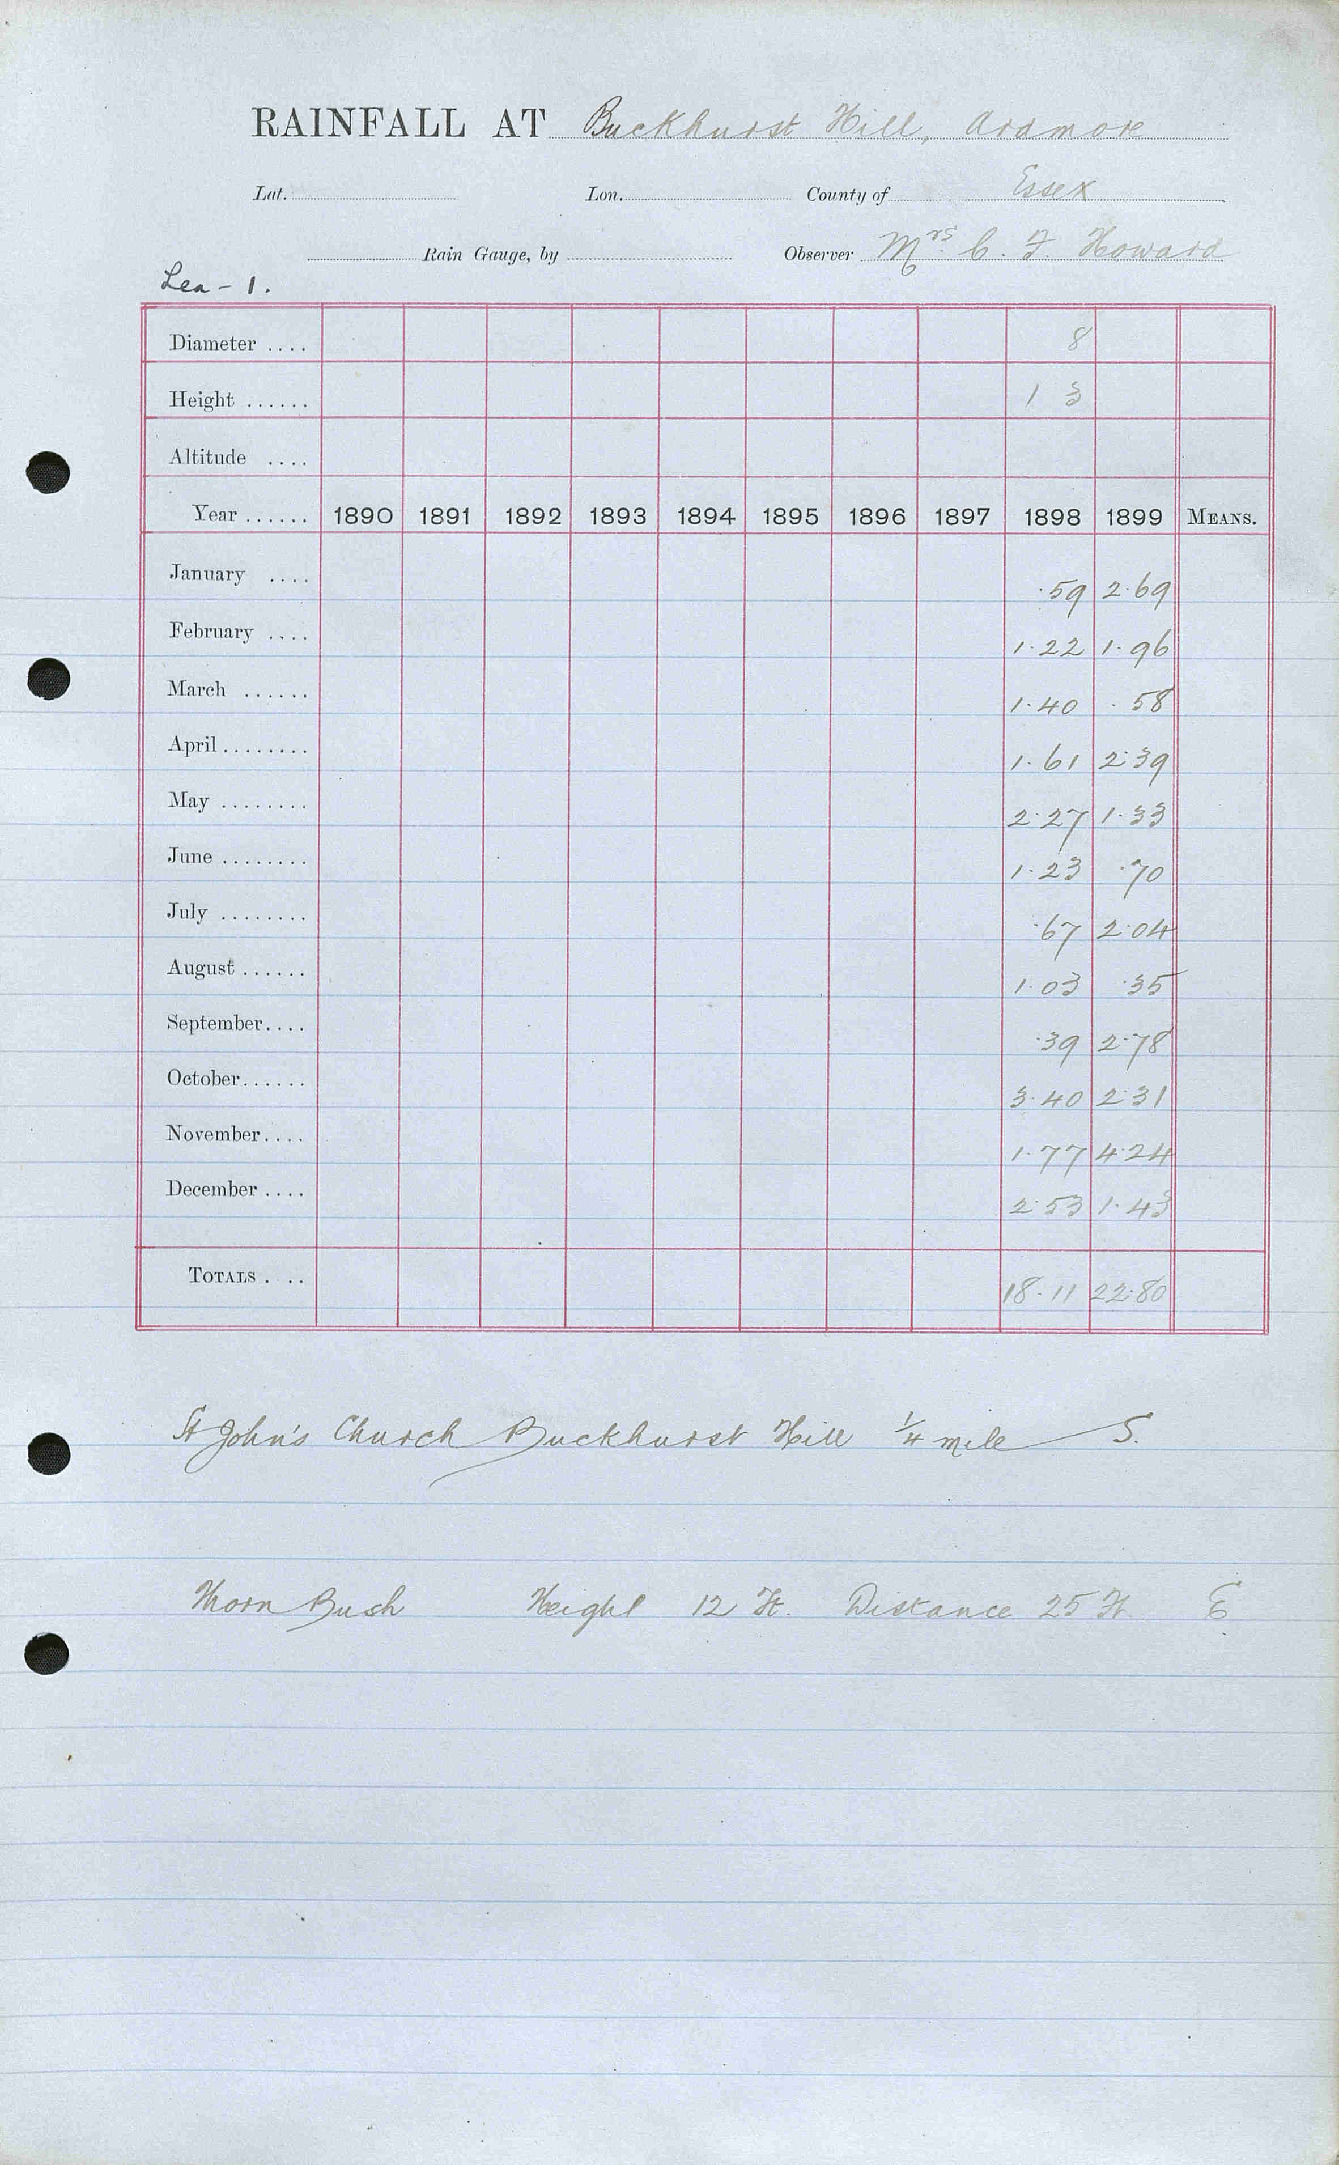 RAINFALL AT Buckhurst Hill, Ardmore
Lat. Lon. County of Essex
Rain Gauge, by Observer Mrs. C. F. Howard
Lea - 1.
Diameter .... 8
Height ...... 1 3
Altitude ....
Year ...... 1890 1891 1892 1893 1894 1895 1896 1897 1898 1899 MEANS.
January .... .59 2.69
February .... 1.22 1.96
March ...... 1.40 .58
April ........ 1.61 2.39
May ........ 2.27 1.33
June ........ 1.23 .70
July ........ .67 2.04
August ...... 1.03 .35
September.... .39 2.78
October...... 3.40 2.31
November.... 1.77 4.24
December .... 2.53 1.43
TOTALS . .. 18.11 22.80
St John's Church Buckhurst Hill 1/4 mile S.
Thorn Bush Height 12 Ft. Distance 25 Ft E